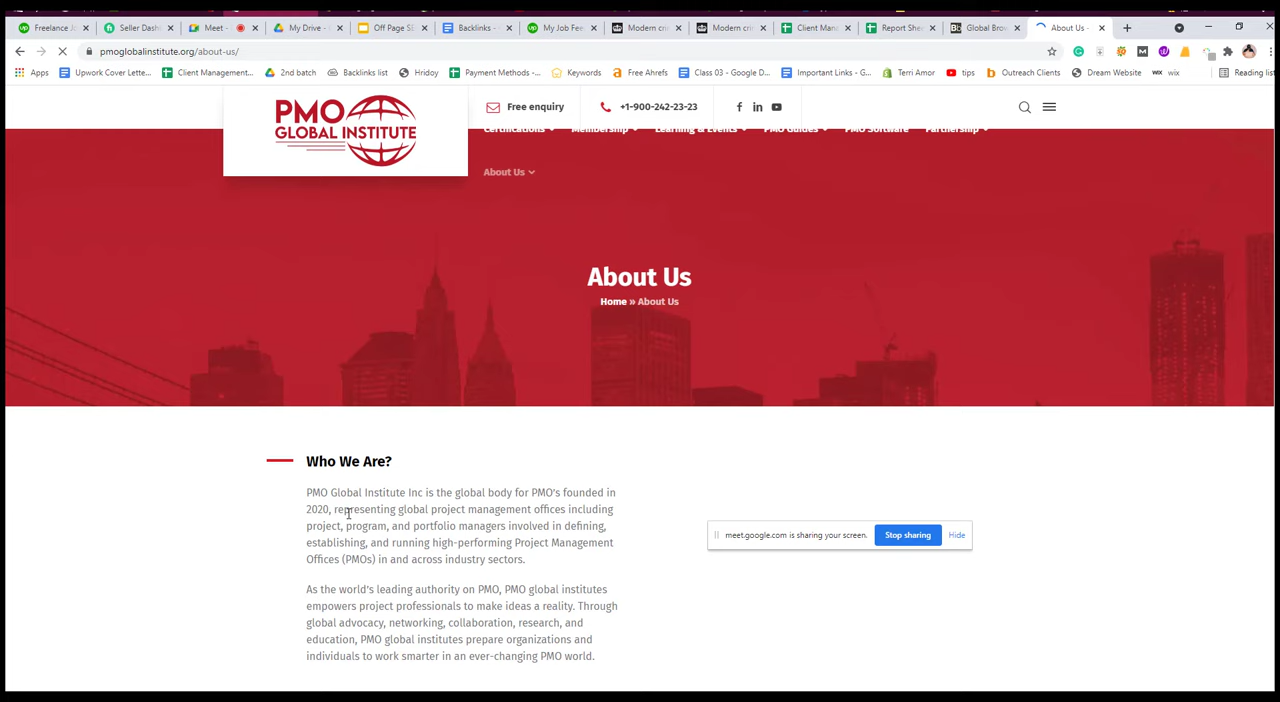 Freelance Jo
Seller Dash
Meet -
My Drive -
Off Page SE
Backlinks -
My Job Fee
Modern cri
Modern cri
Client Man
Report She
Global Brow
About Us -
pmoglobalinstitute.org/about-us/
Apps
Upwork Cover Lette...
Client Management...
2nd batch
Backlinks list
Hridoy
Payment Methods -...
Keywords
Free Ahrefs
Class 03 - Google D...
Important Links - G...
Terri Amor
tips
Outreach Clients
Dream Website
wix
wix
Reading list
PMO
GLOBAL INSTITUTE
Free enquiry
+1-900-242-23-23
Certifications
Membership
Learning & Events
PMO Guides
PMO Software
Partnership
About Us
About Us
Home » About Us
Who We Are?
PMO Global Institute Inc is the global body for PMO's founded in
2020, representing global project management offices including
project, program, and portfolio managers involved in defining,
establishing, and running high-performing Project Management
Offices (PMOs) in and across industry sectors.
meet.google.com is sharing your screen.
Stop sharing
Hide
As the world's leading authority on PMO, PMO global institutes
empowers project professionals to make ideas a reality. Through
global advocacy, networking, collaboration, research, and
education, PMO global institutes prepare organizations and
individuals to work smarter in an ever-changing PMO world.